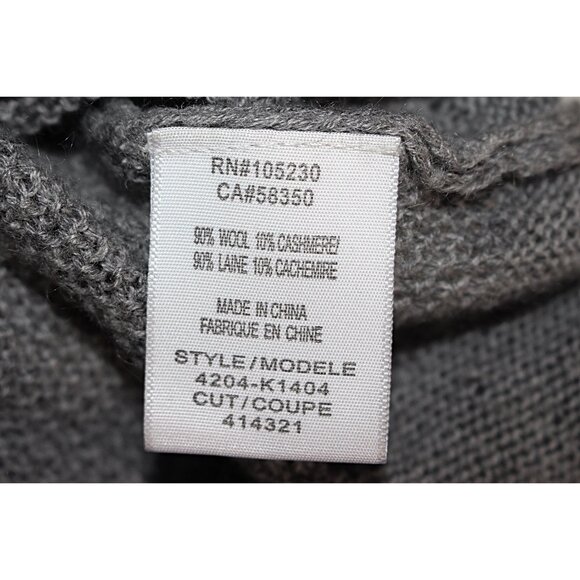 RN#105230
CA#58350
90% WOOL 10% CASHMERE/
90% LAINE 10% CACHEMIRE
MADE IN CHINA
FABRIQUE EN CHINE
STYLE/MODELE
4204-K1404
CUT/COUPE
414321